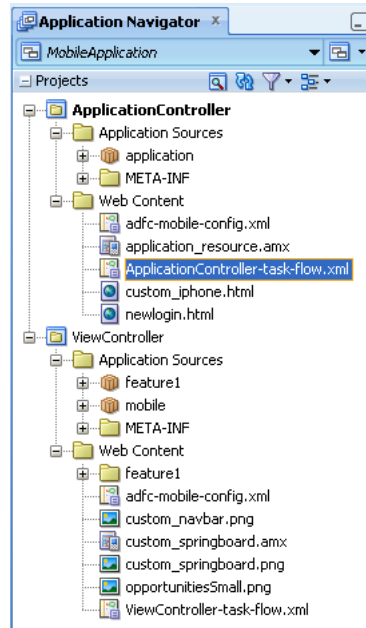 Application Navigator
MobileApplication
Projects
ApplicationController
Application Sources
application
META-INF
Web Content
adfc-mobile-config.xml
application_resource.amx
ApplicationController-task-flow.xml
custom_iphone.html
newlogin.html
ViewController
Application Sources
feature1
mobile
META-INF
Web Content
feature1
adfc-mobile-config.xml
custom_navbar.png
custom_springboard.amx
custom_springboard.png
opportunitiesSmall.png
ViewController-task-flow.xml